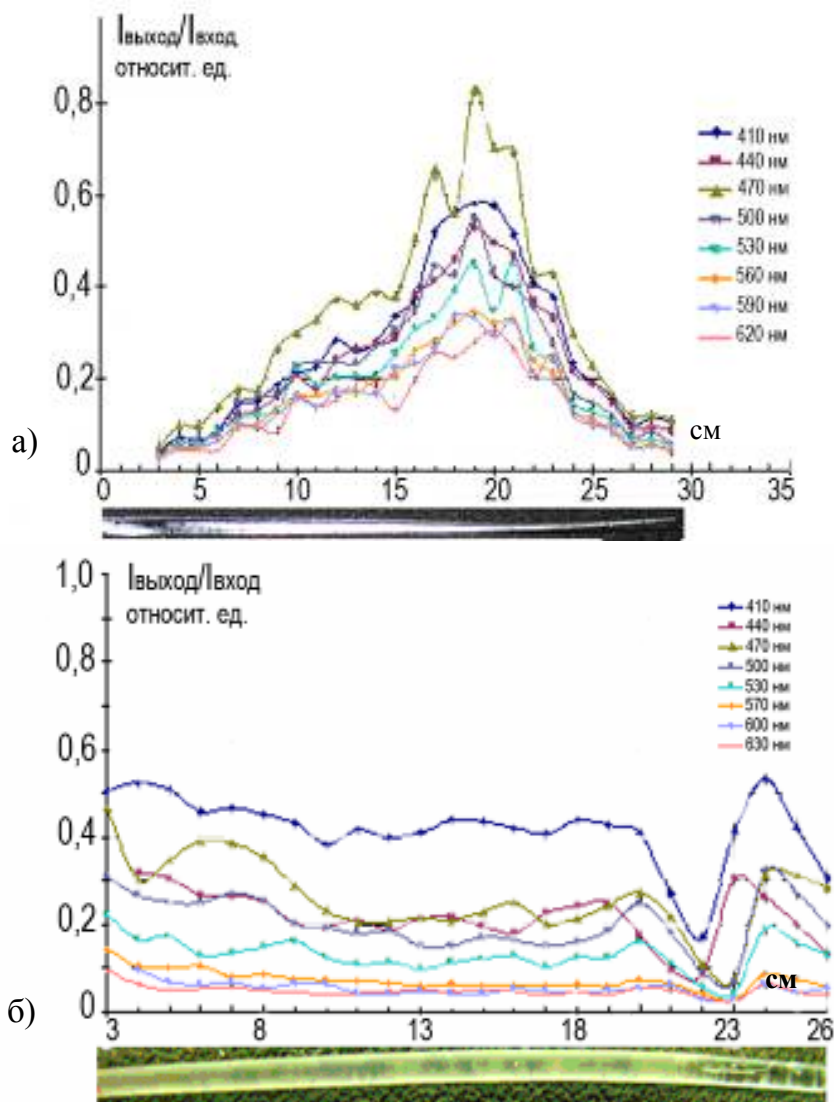 Iвыход/Iвход
относит. ед.
0,8
0,6
0,4
0,2
0
410 нм
440 нм
470 нм
500 нм
530 нм
560 нм
590 нм
620 нм
а)
см
0 5 10 15 20 25 30 35
1,0
0,8
0,6
0,4
0,2
0
Iвыход/Iвход
относит. ед.
410 нм
440 нм
470 нм
500 нм
530 нм
570 нм
600 нм
630 нм
см
б)
3 8 13 18 23 26